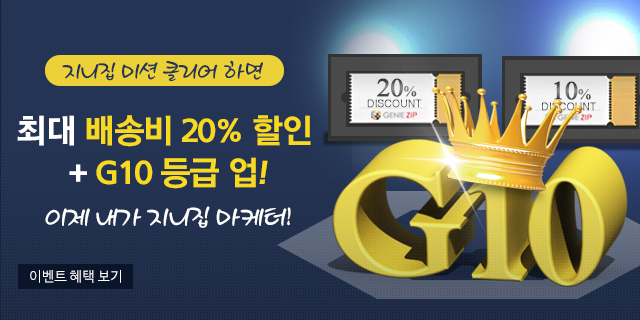 지니집 미션 클리어 하면
최대 배송비 20% 할인
+ G10 등급 업!
이제 내가 지니집 마케터!
이벤트 혜택 보기
20%
DISCOUNT
GENIE ZIP
10%
DISCOUNT
GENIE ZIP
G10